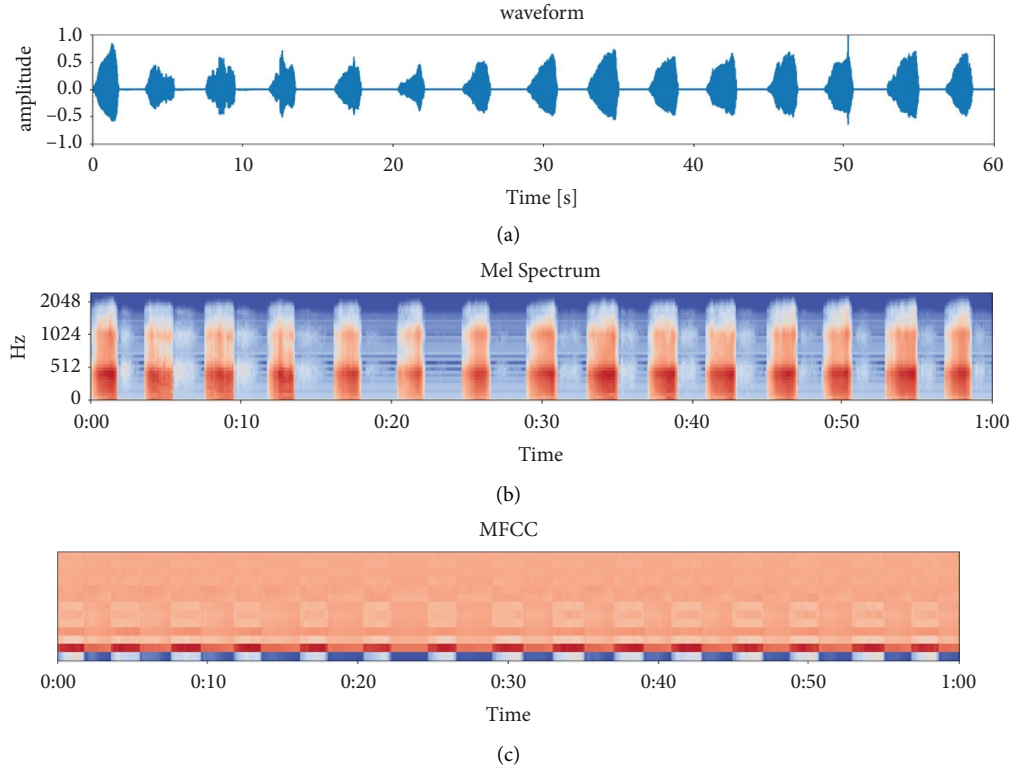 waveform
amplitude
1.0
0.5
0.0
−0.5
−1.0
0 10 20 30 40 50 60
Time [s]
(a)
Mel Spectrum
Hz
2048
1024
512
0
0:00 0:10 0:20 0:30 0:40 0:50 1:00
Time
(b)
MFCC
0:00 0:10 0:20 0:30 0:40 0:50 1:00
Time
(c)